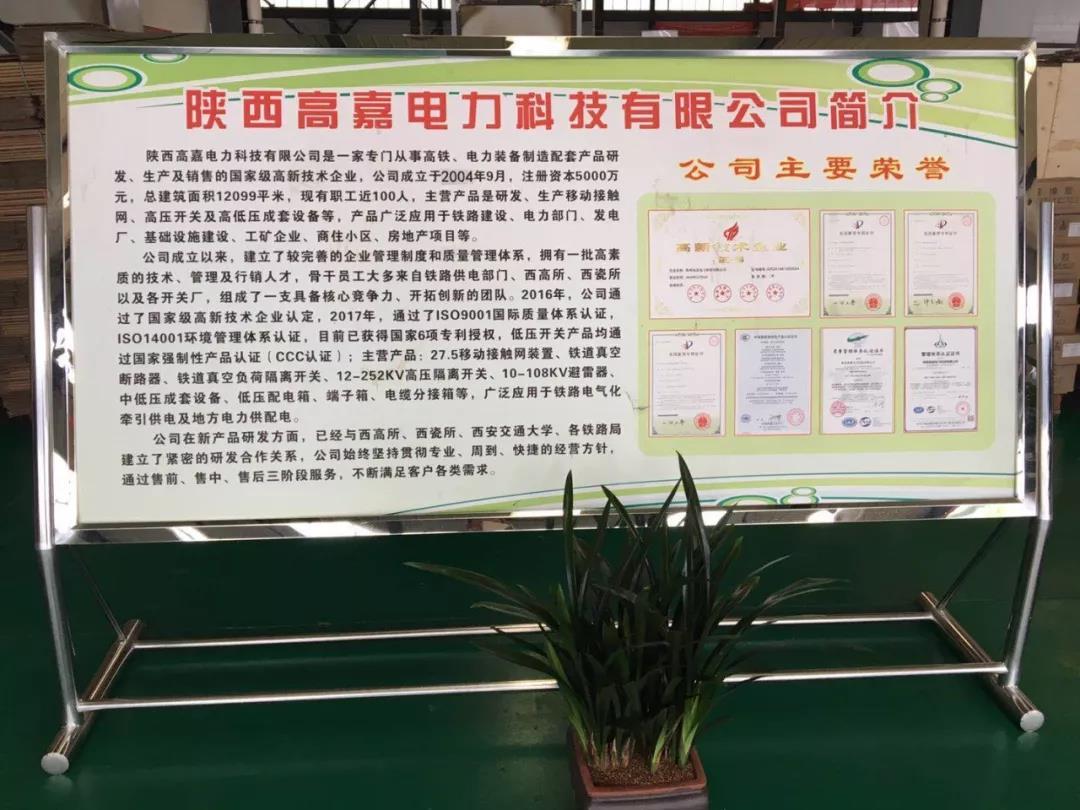 陕西高嘉电力科技有限公司简介
陕西高嘉电力科技有限公司是一家专门从事高铁、电力装备制造配套产品研
发、生产及销售的国家级高新技术企业，公司成立于2004年9月，注册资本5000万
元，总建筑面积12099平米，现有职工近100人，主营产品是研发、生产移动接触
网、高压开关及高低压成套设备等，产品广泛应用于铁路建设、电力部门、发电
厂、基础设施建设、工矿企业、商住小区、房地产项目等。
公司成立以来，建立了较完善的企业管理制度和质量管理体系，拥有一批高素
质的技术、管理及行销人才，骨干员工大多来自铁路供电部门、西高所、西瓷所
以及各开关厂，组成了一支具备核心竞争力、开拓创新的团队。2016年，公司通
过了国家级高新技术企业认定，2017年，通过了ISO9001国际质量体系认证，
ISO14001环境管理体系认证，目前已获得国家6项专利授权，低压开关产品均通
过国家强制性产品认证（CCC认证）；主营产品：27.5移动接触网装置、铁道真空
断路器、铁道真空负荷隔离开关、12-252KV高压隔离开关、10-108KV避雷器、
中低压成套设备、低压配电箱、端子箱、电缆分接箱等，广泛应用于铁路电气化
牵引供电及地方电力供配电。
公司在新产品研发方面，已经与西高所、西瓷所、西安交通大学、各铁路局
建立了紧密的研发合作关系，公司始终坚持贯彻专业、周到、快捷的经营方针，
通过售前、售中、售后三阶段服务，不断满足客户各类需求。
公司主要荣誉
高新技术企业
证书